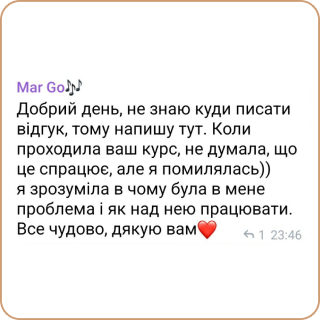 Mar Go🎶
Добрий день, не знаю куди писати
відгук, тому напишу тут. Коли
проходила ваш курс, не думала, що
це спрацює, але я помилялась))
я зрозуміла в чому була в мене
проблема і як над нею працювати.
Все чудово, дякую вам❤️ 1 23:46